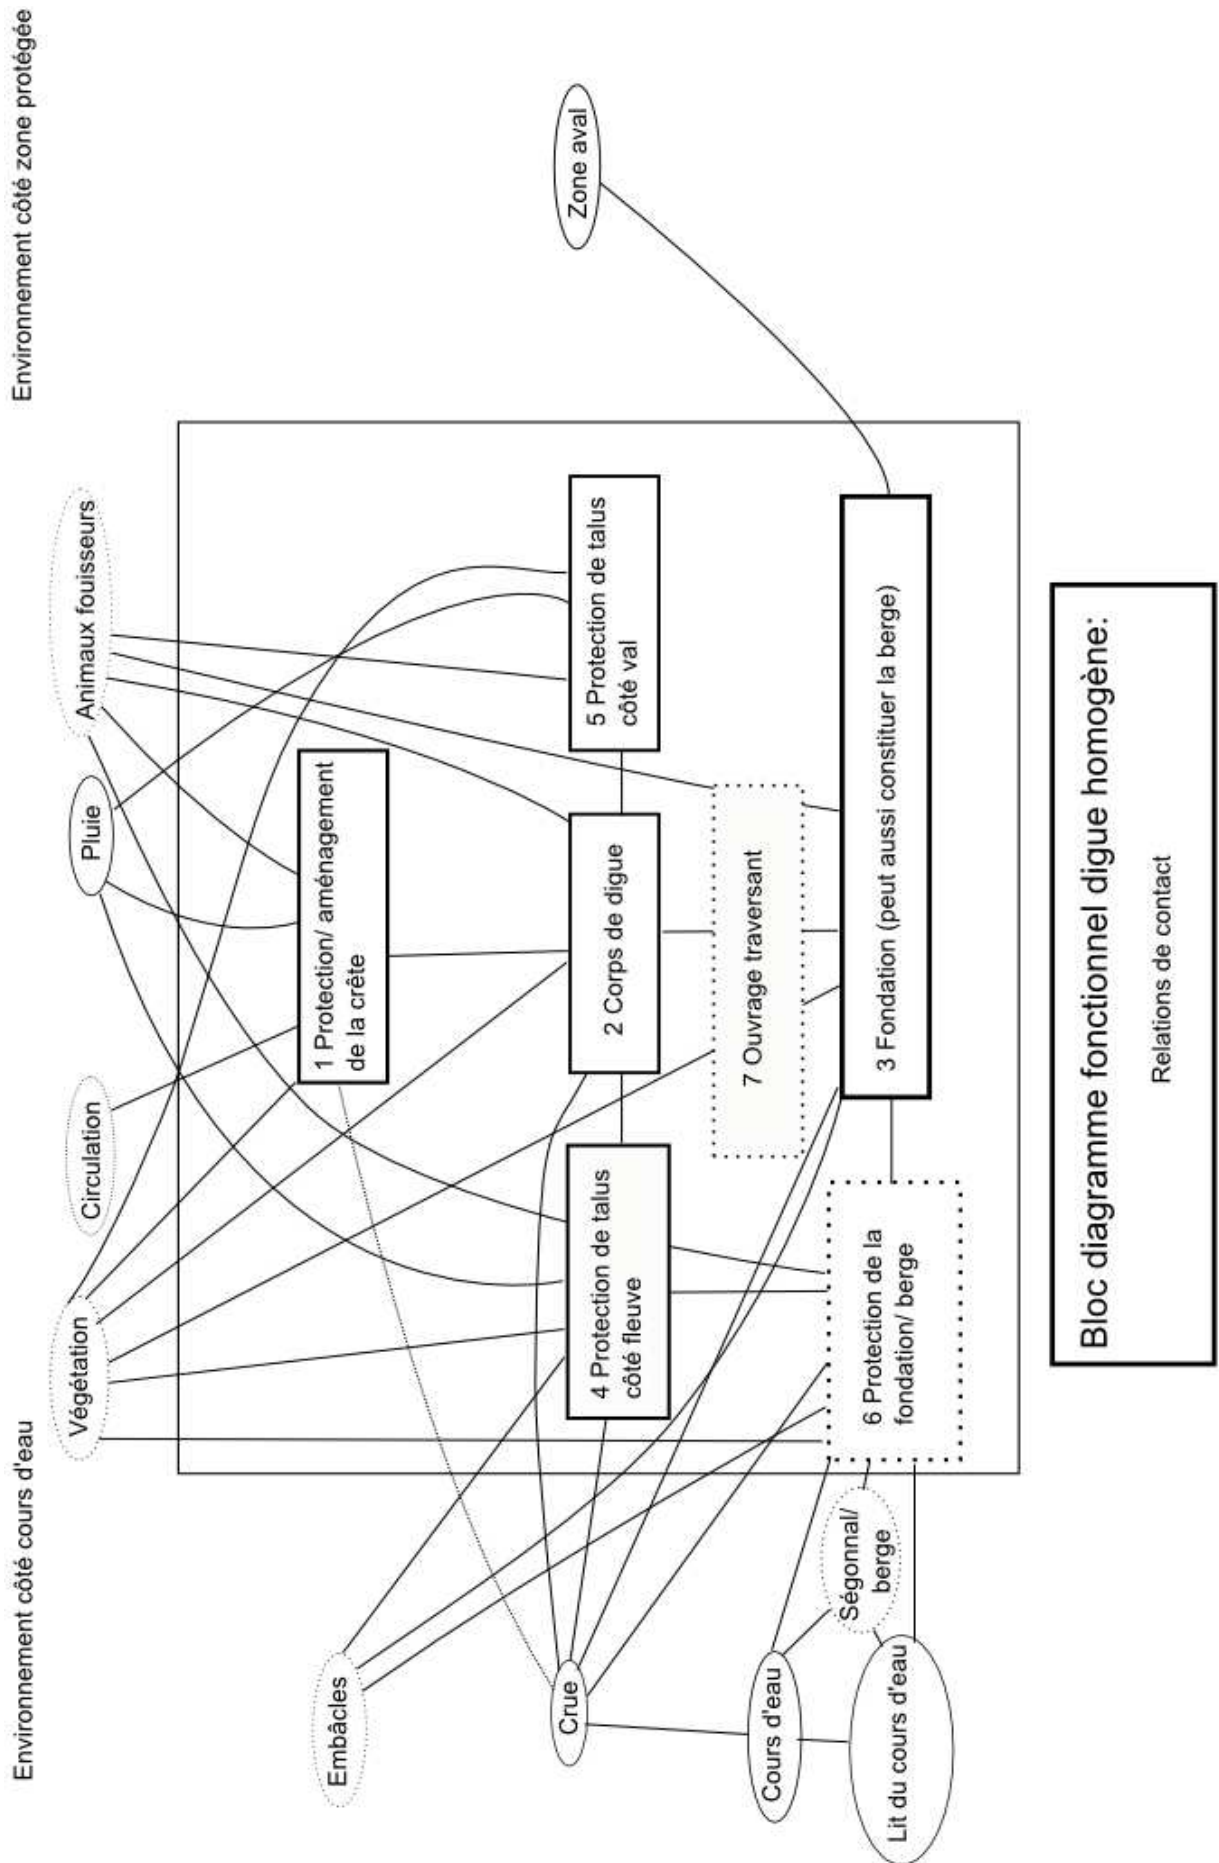 Environnement côté cours d'eau
Environnement côté zone protégée
Végétation
Circulation
Pluie
Animaux fouisseurs
Embâcles
1 Protection/ aménagement
de la crête
Crue
4 Protection de talus
côté fleuve
2 Corps de digue
5 Protection de talus
côté val
Zone aval
7 Ouvrage traversant
Cours d'eau
Ségonnal/
berge
Lit du cours d'eau
6 Protection de la
fondation/ berge
3 Fondation (peut aussi constituer la berge)
Bloc diagramme fonctionnel digue homogène:
Relations de contact